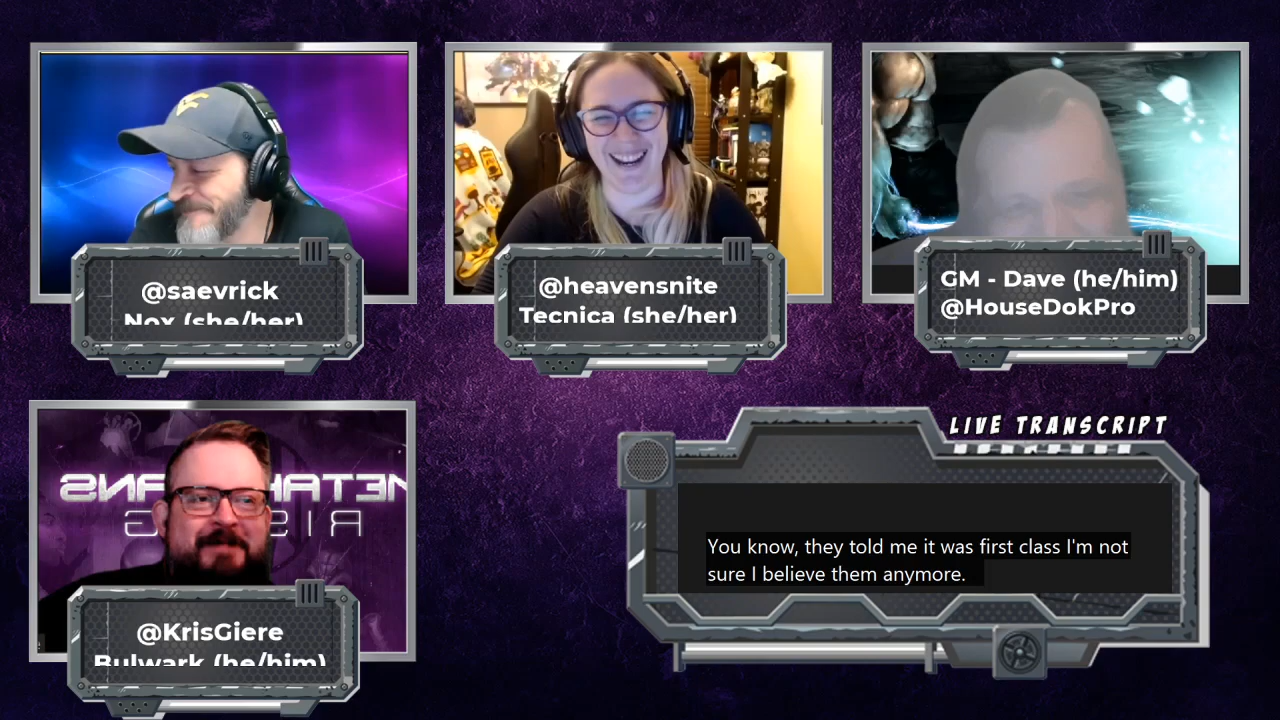 @saevrick
Nox (she/her)
@heavensnite
Tecnica (she/her)
GM - Dave (he/him)
@HouseDokPro
@KrisGiere
Bulwark (he/him)
LIVE TRANSCRIPT
You know, they told me it was first class I'm not
sure I believe them anymore.